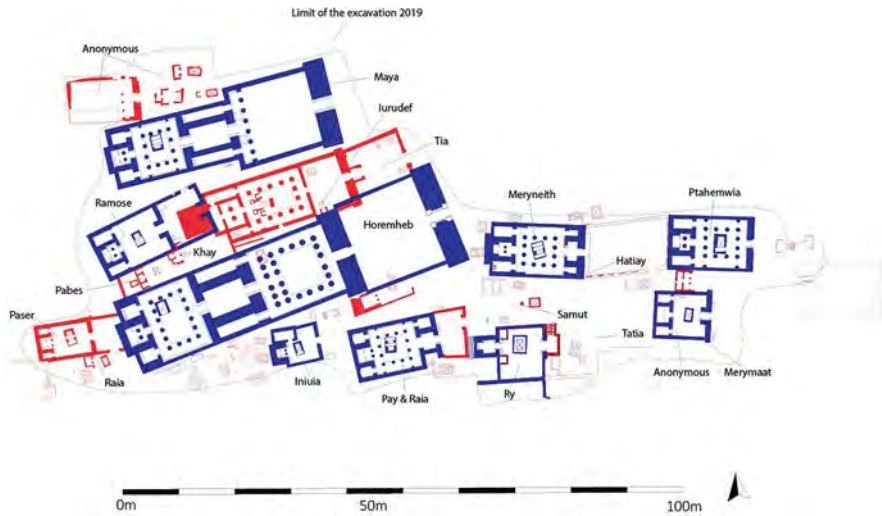 Limit of the excavation 2019
Anonymous
Maya
Iurudef
Tia
Ramose
Meryneith
Ptahemwia
Horemheb
Khay
Hatiay
Pabes
Paser
Samut
Tatia
Raia
Iniuia
Anonymous
Merymaat
Pay & Raia
Ry
0m
50m
100m